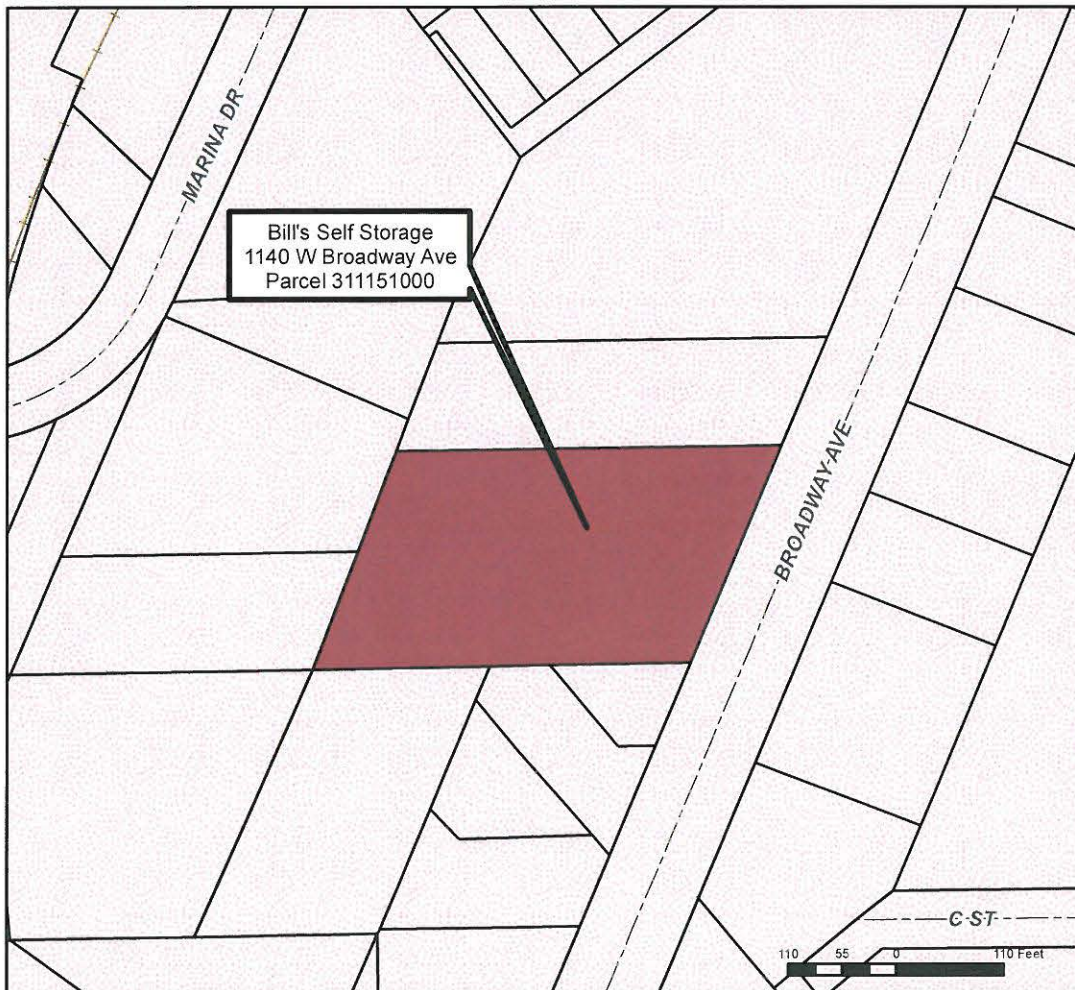 MARINA DR
Bill's Self Storage
1140 W Broadway Ave
Parcel 311151000
BROADWAY AVE
C ST
110 55 0 110 Feet